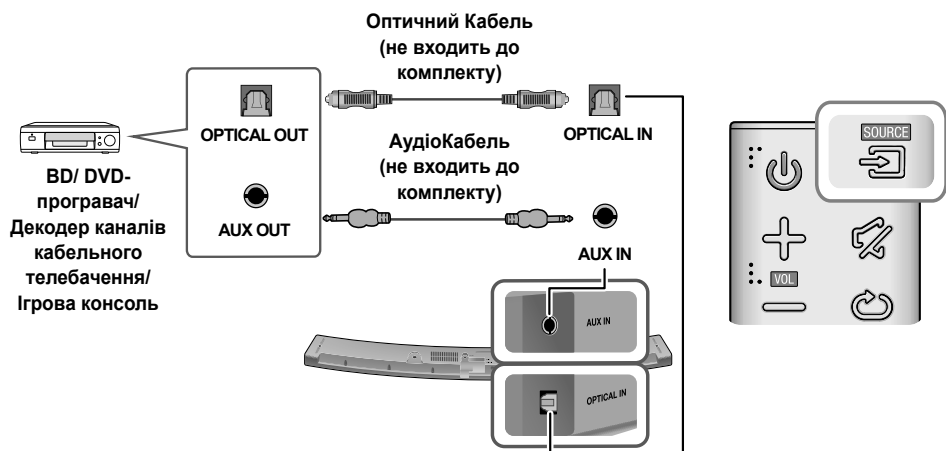 Оптичний Кабель
(не входить до
комплекту)
OPTICAL OUT
OPTICAL IN
АудіоКабель
(не входить до
комплекту)
AUX OUT
AUX IN
BD/ DVD-
програвач/
Декодер каналів
кабельного
телебачення/
Ігрова консоль
AUX IN
OPTICAL IN
SOURCE
VOL